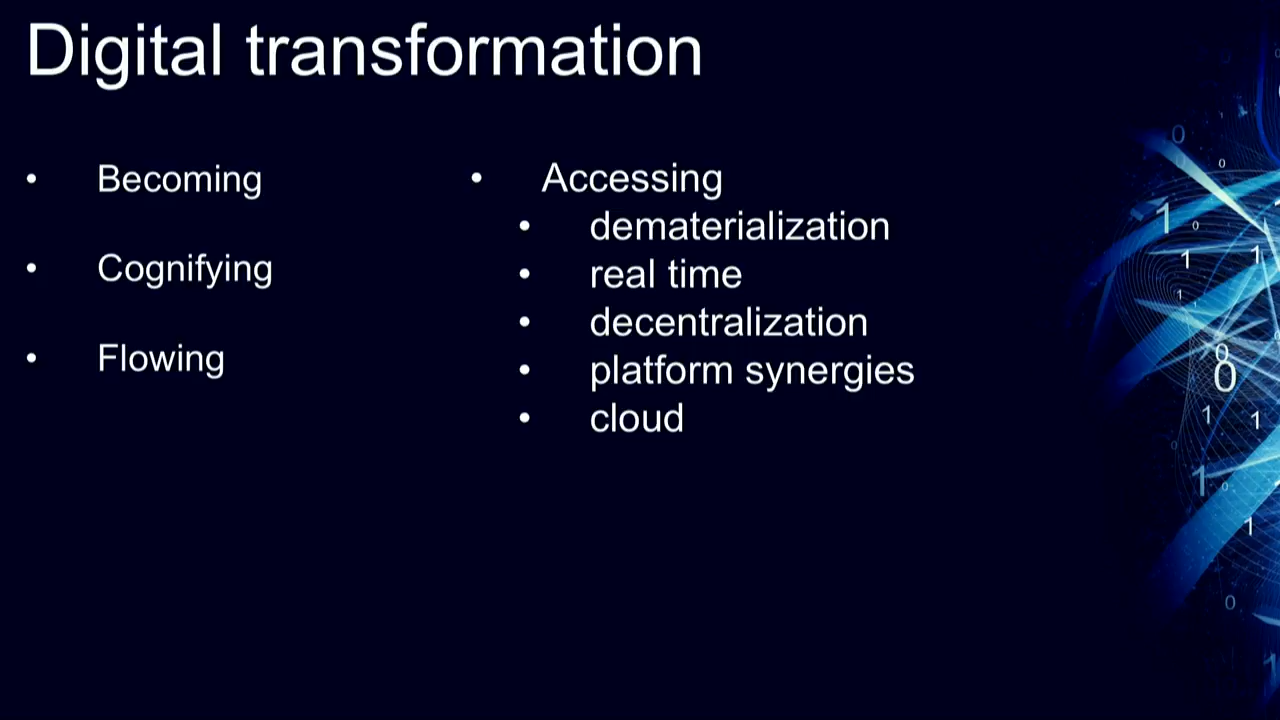 Digital transformation
• Becoming
• Cognifying
• Flowing
• Accessing
• dematerialization
• real time
• decentralization
• platform synergies
• cloud